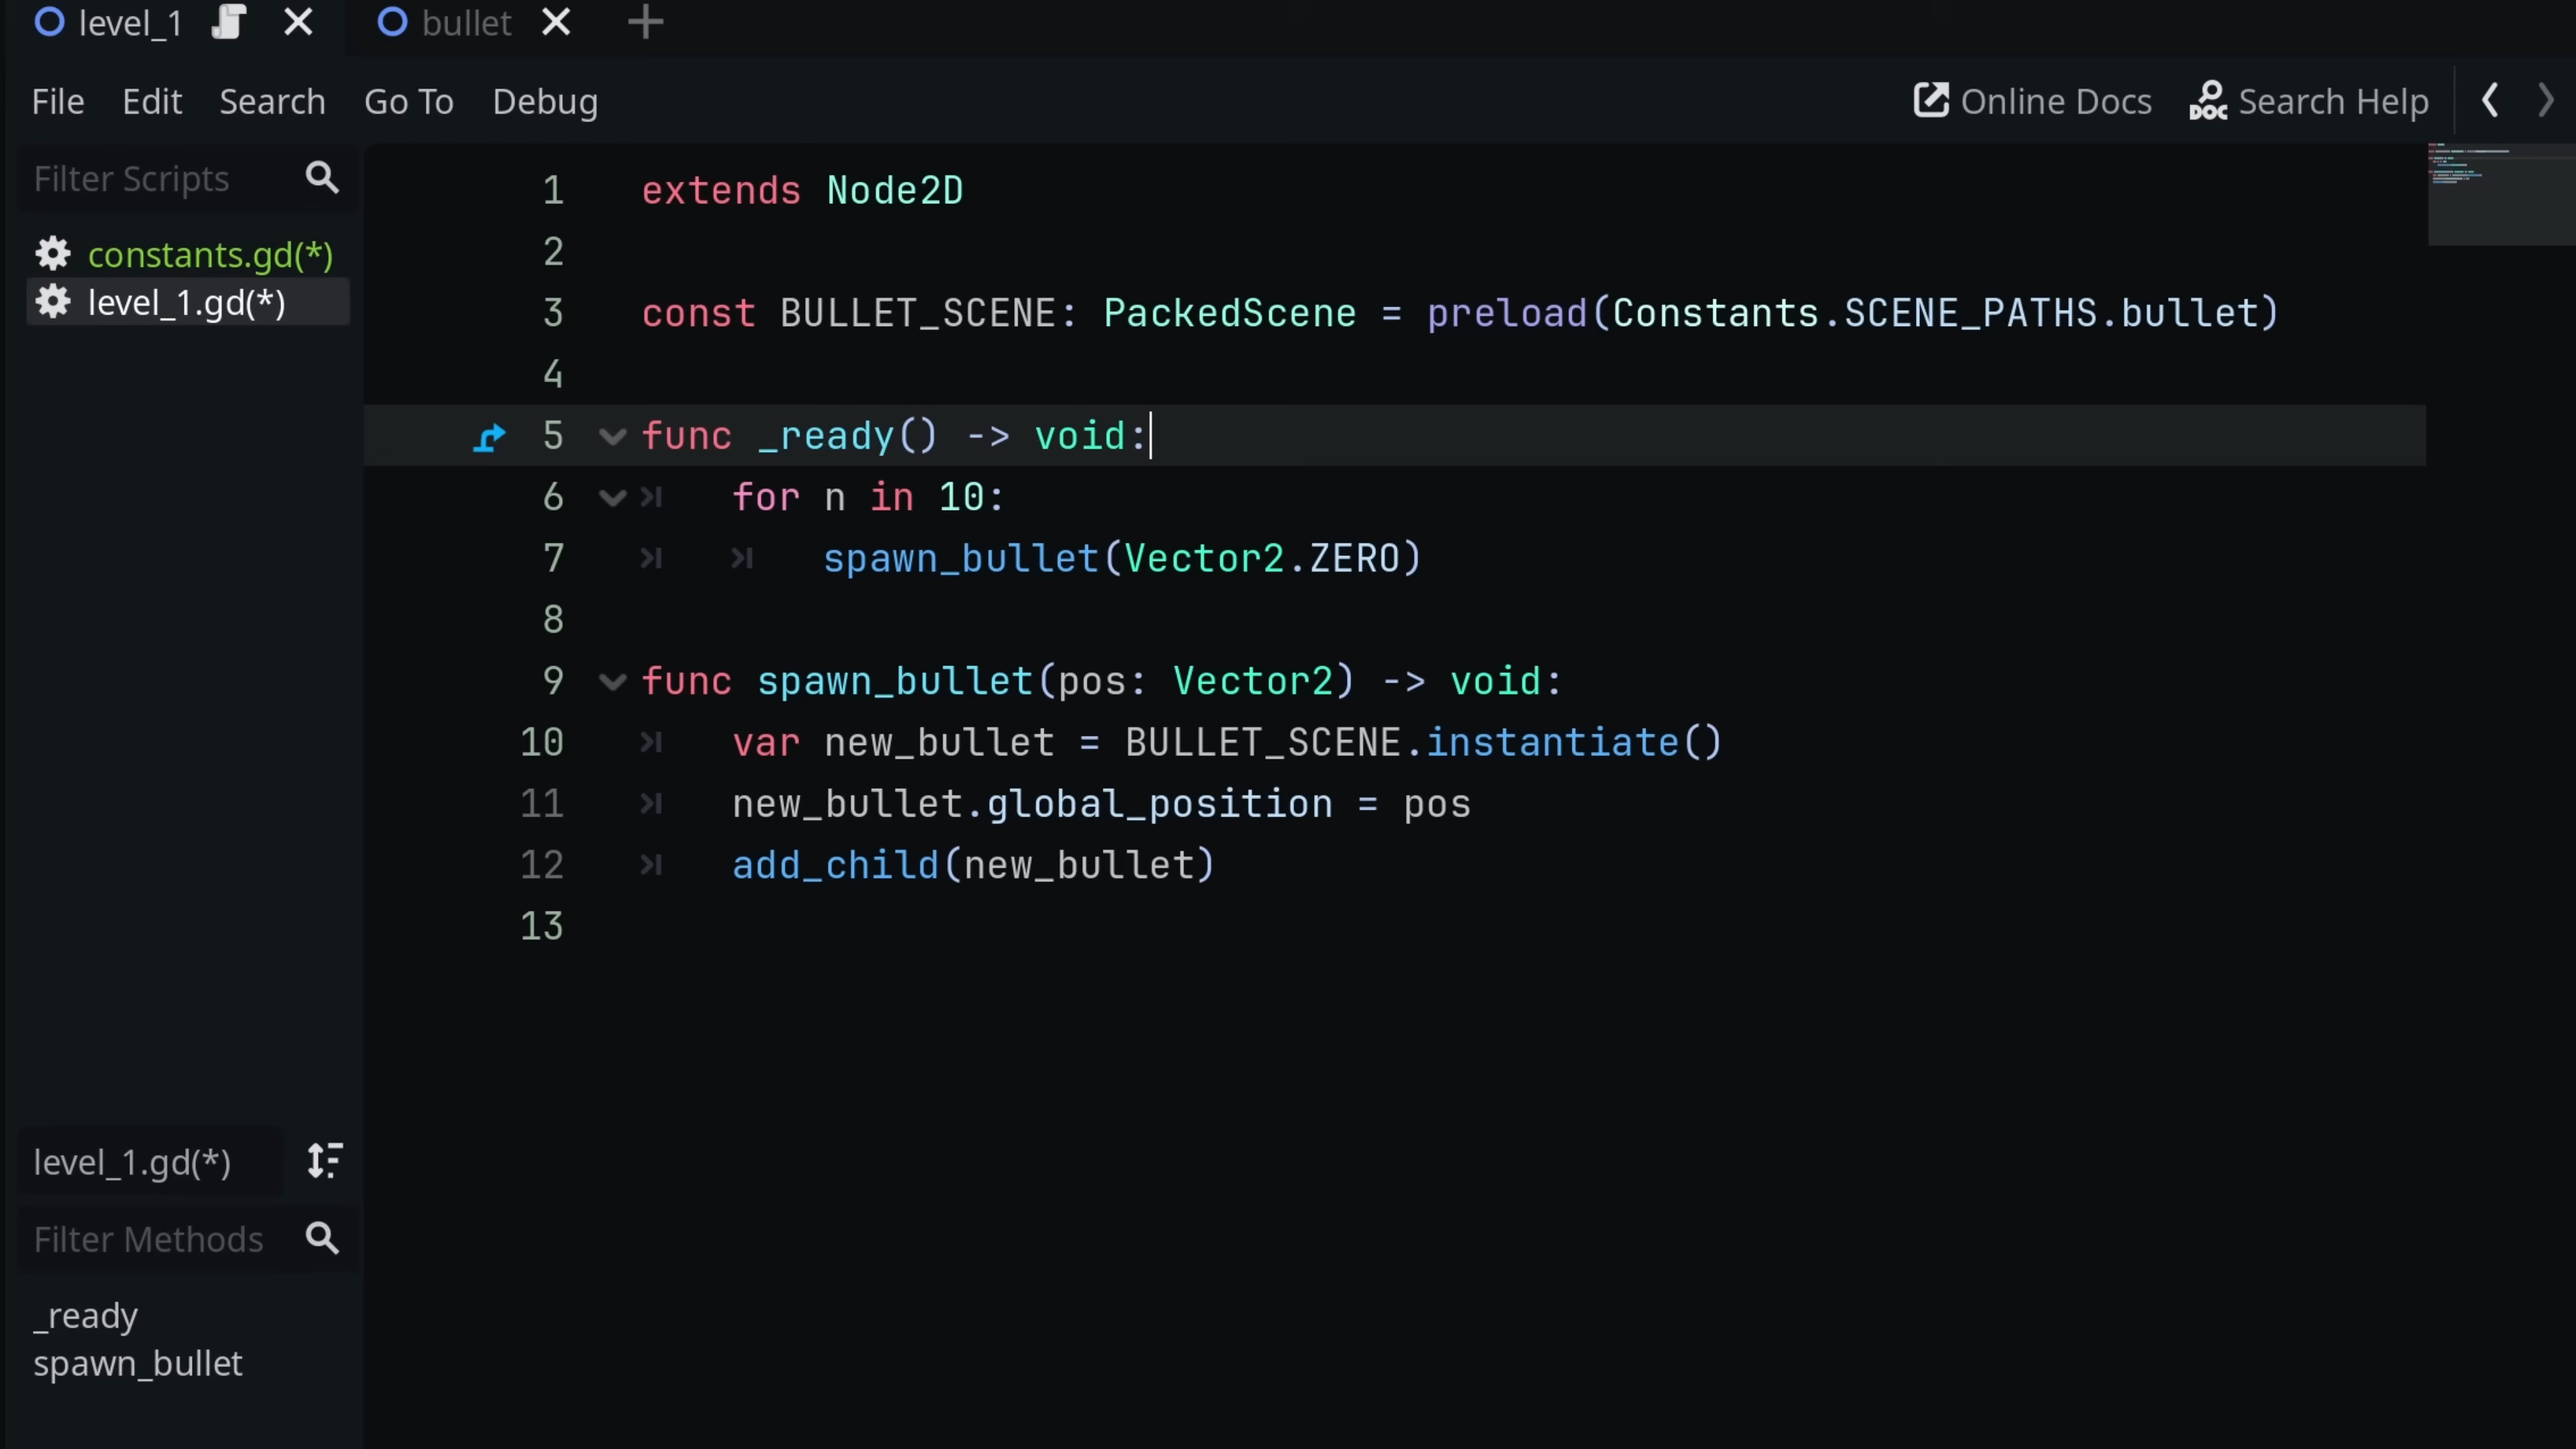 level_1
bullet
File Edit Search Go To Debug
Online Docs
DOC
Search Help
Filter Scripts
constants.gd(*)
level_1.gd(*)
1 extends Node2D
2
3 const BULLET_SCENE: PackedScene = preload(Constants.SCENE_PATHS.bullet)
4
5 func _ready() -> void:
6 for n in 10:
7 spawn_bullet(Vector2.ZERO)
8
9 func spawn_bullet(pos: Vector2) -> void:
10 var new_bullet = BULLET_SCENE.instantiate()
11 new_bullet.global_position = pos
12 add_child(new_bullet)
13
level_1.gd(*)
Filter Methods
_ready
spawn_bullet